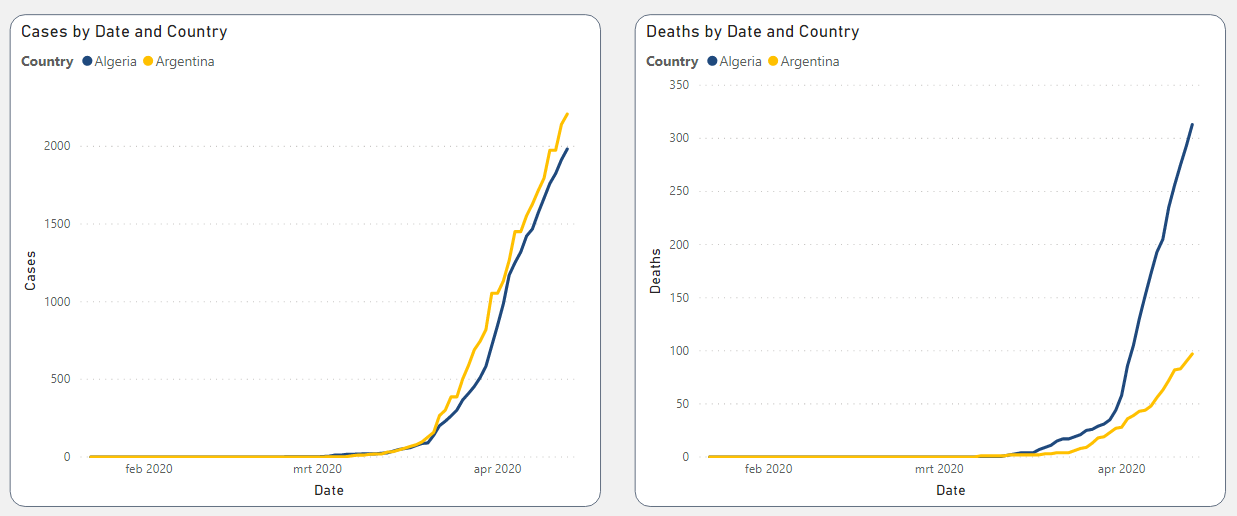 Cases by Date and Country
Country Algeria Argentina
2000
1500
1000
500
0
Cases
feb 2020 mrt 2020 apr 2020
Date
Deaths by Date and Country
Country Algeria Argentina
350
300
250
200
150
100
50
0
Deaths
feb 2020 mrt 2020 apr 2020
Date